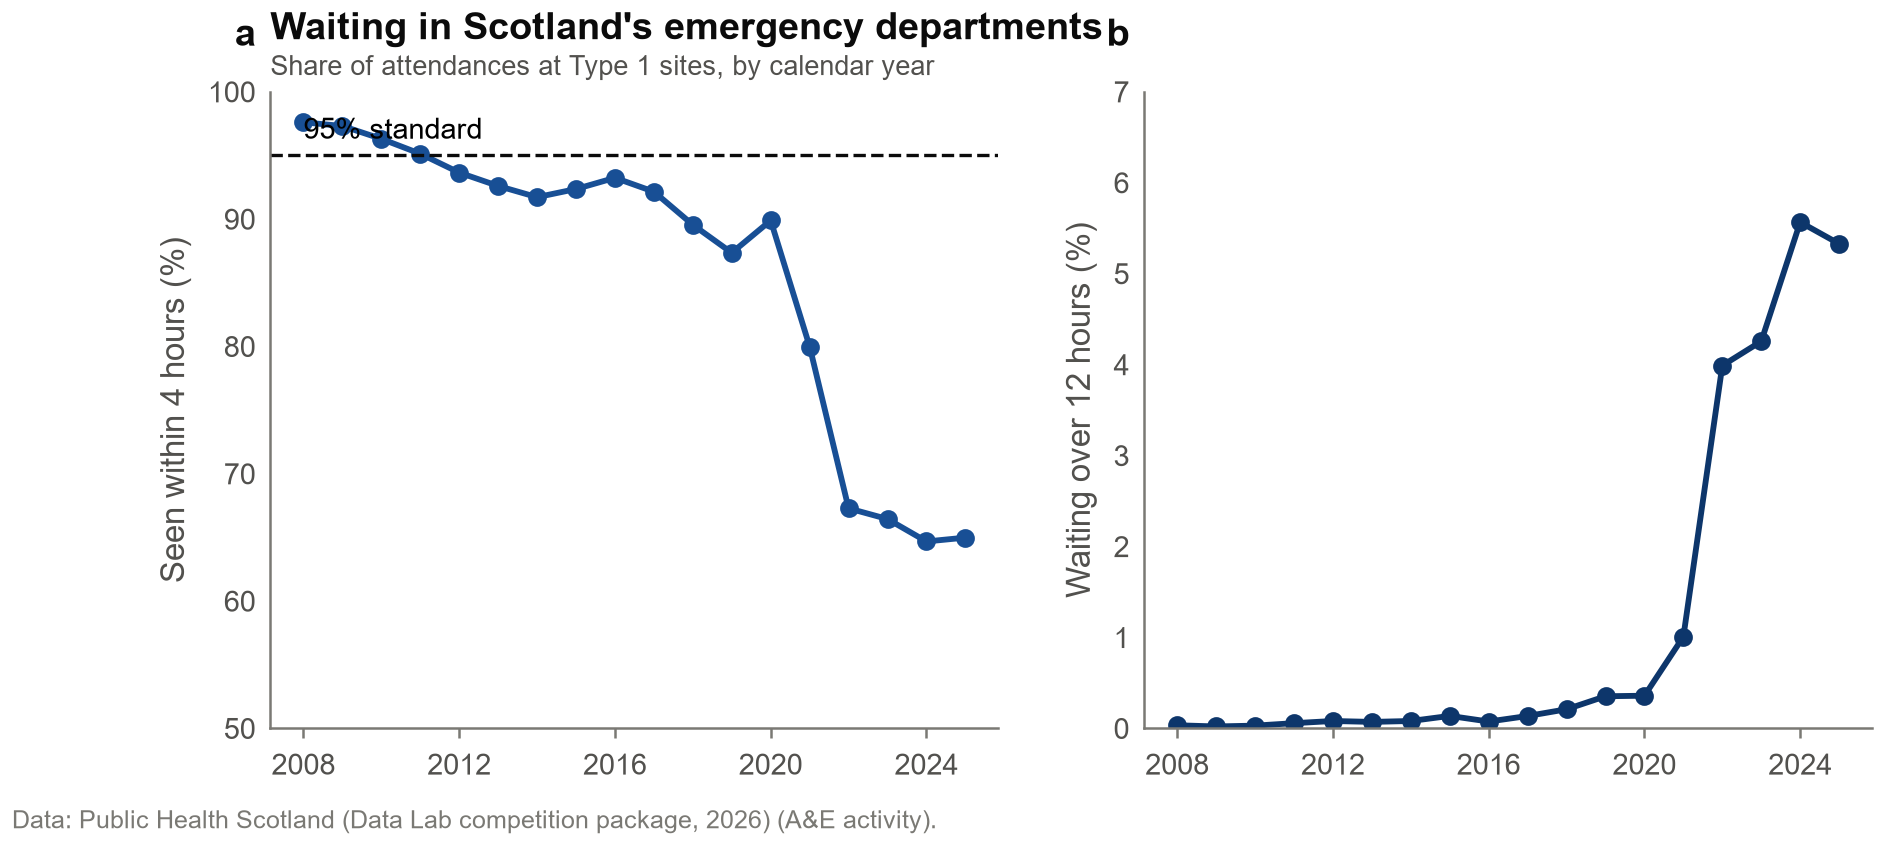 a Waiting in Scotland's emergency departments
Share of attendances at Type 1 sites, by calendar year
Seen within 4 hours (%)
100
90
80
70
60
50
95% standard
2008 2012 2016 2020 2024
b
Waiting over 12 hours (%)
7
6
5
4
3
2
1
0
2008 2012 2016 2020 2024
Data: Public Health Scotland (Data Lab competition package, 2026) (A&E activity).